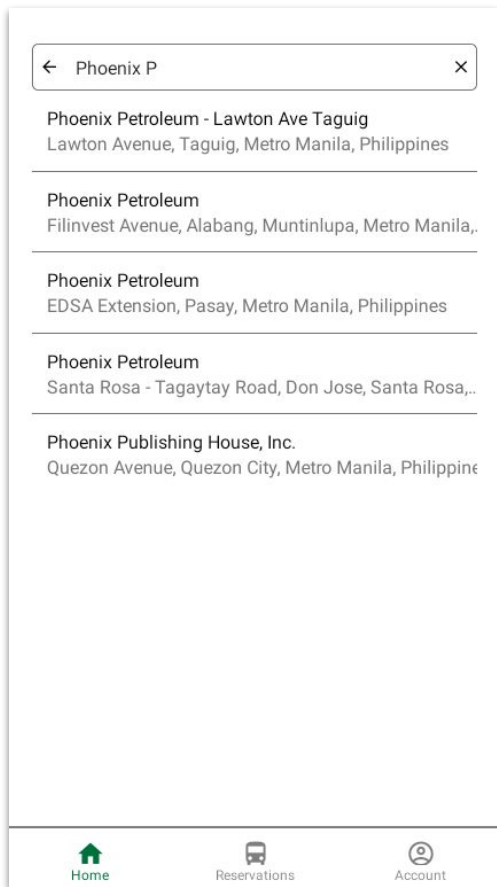 Phoenix P
Phoenix Petroleum - Lawton Ave Taguig
Lawton Avenue, Taguig, Metro Manila, Philippines
Phoenix Petroleum
Filinvest Avenue, Alabang, Muntinlupa, Metro Manila,..
Phoenix Petroleum
EDSA Extension, Pasay, Metro Manila, Philippines
Phoenix Petroleum
Santa Rosa - Tagaytay Road, Don Jose, Santa Rosa,...
Phoenix Publishing House, Inc.
Quezon Avenue, Quezon City, Metro Manila, Philippine
Home Reservations Account